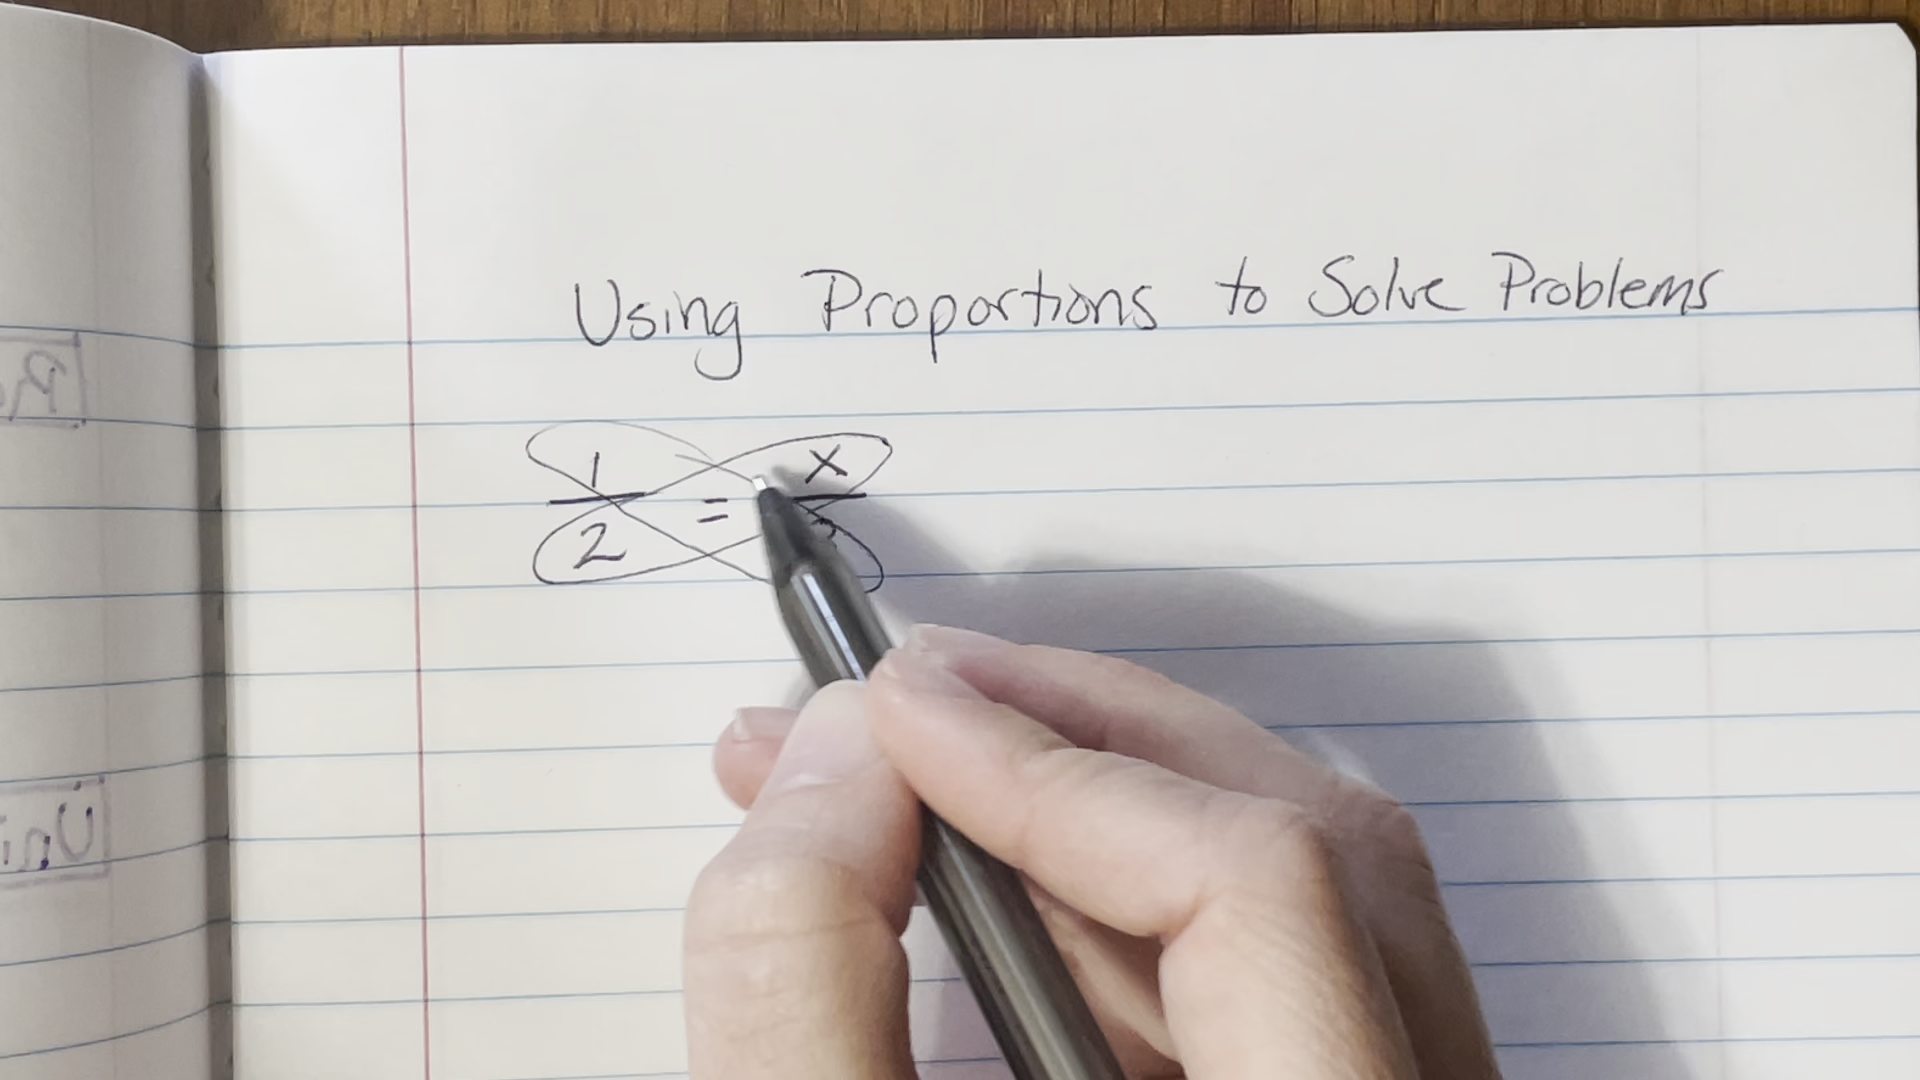 Using Proportions to Solve Problems
1 x
=
2